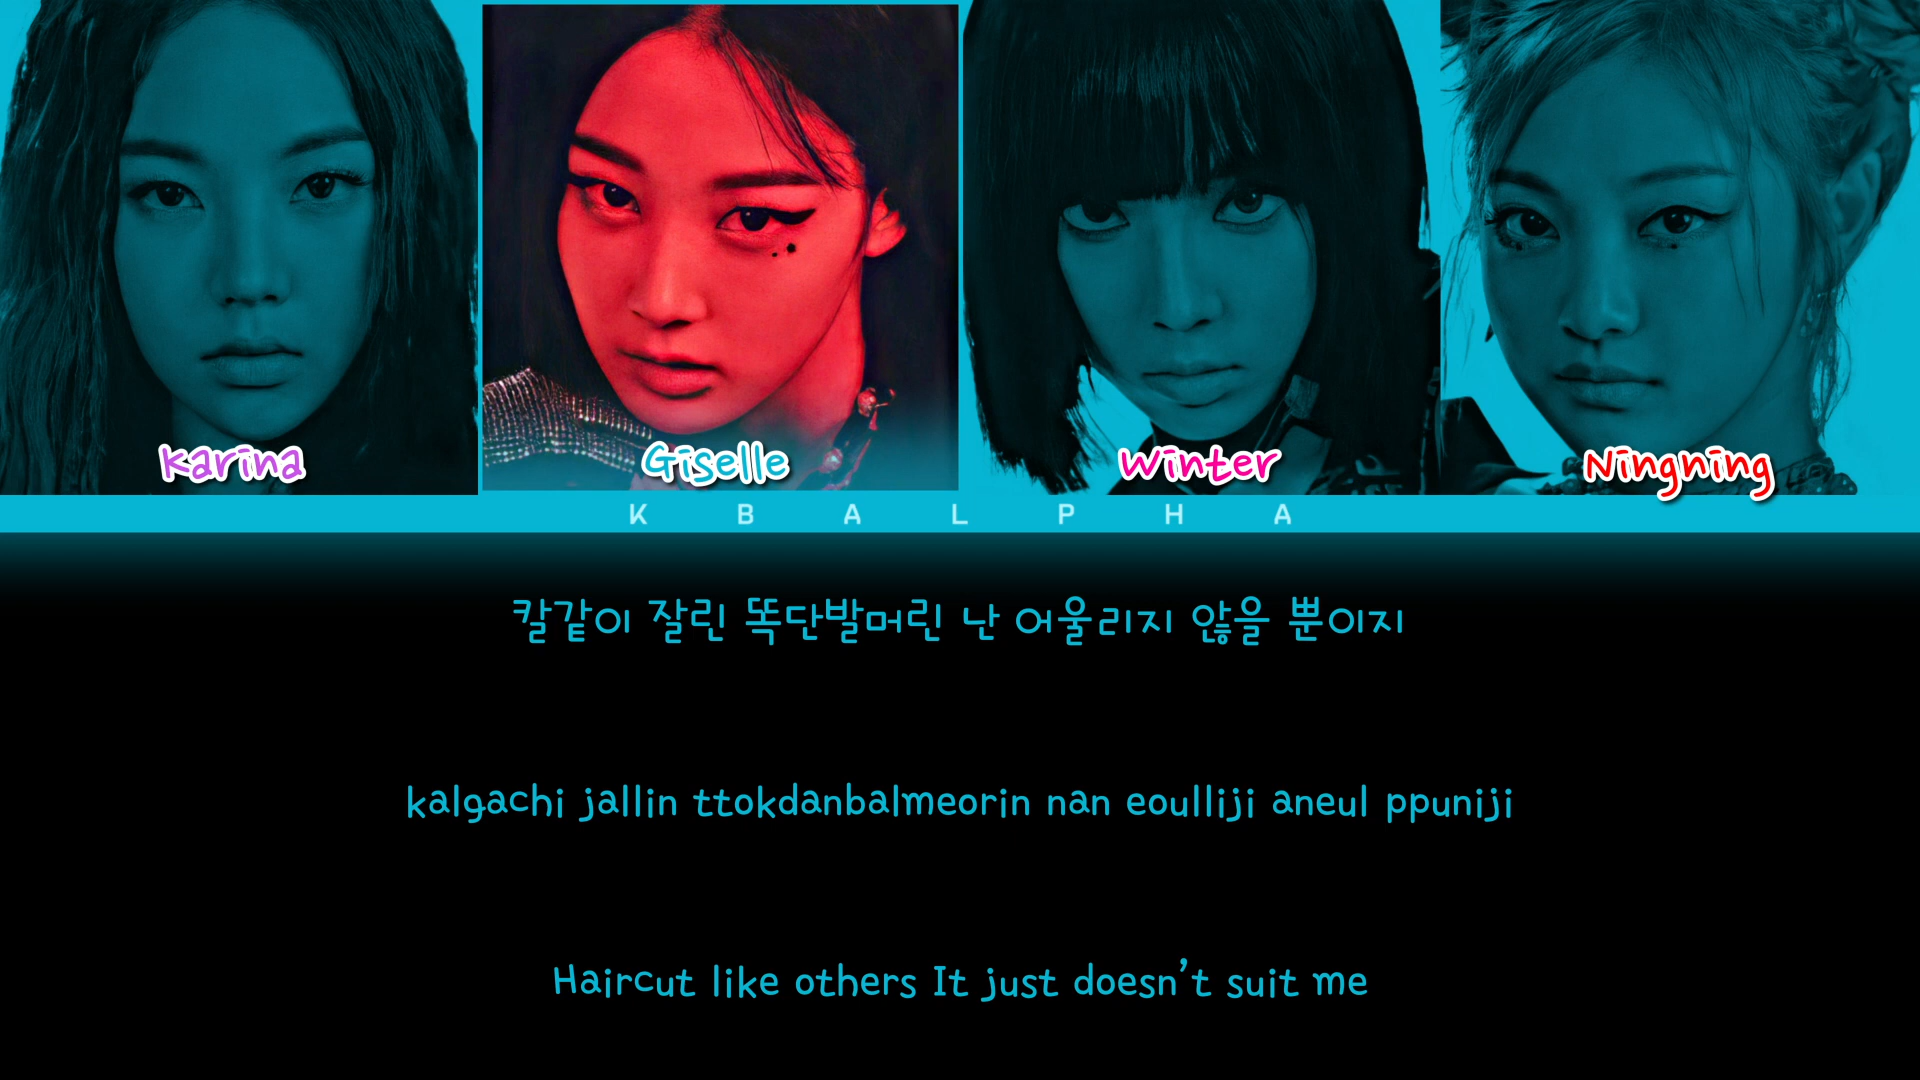 Karina
Giselle
Winter
Ningning
K B A L P H A
칼같이 잘린 똑단발머린 난 어울리지 않을 뿐이지
kalgachi jallin ttokdanbalmeorin nan eoulliji aneul ppuniji
Haircut like others It just doesn’t suit me